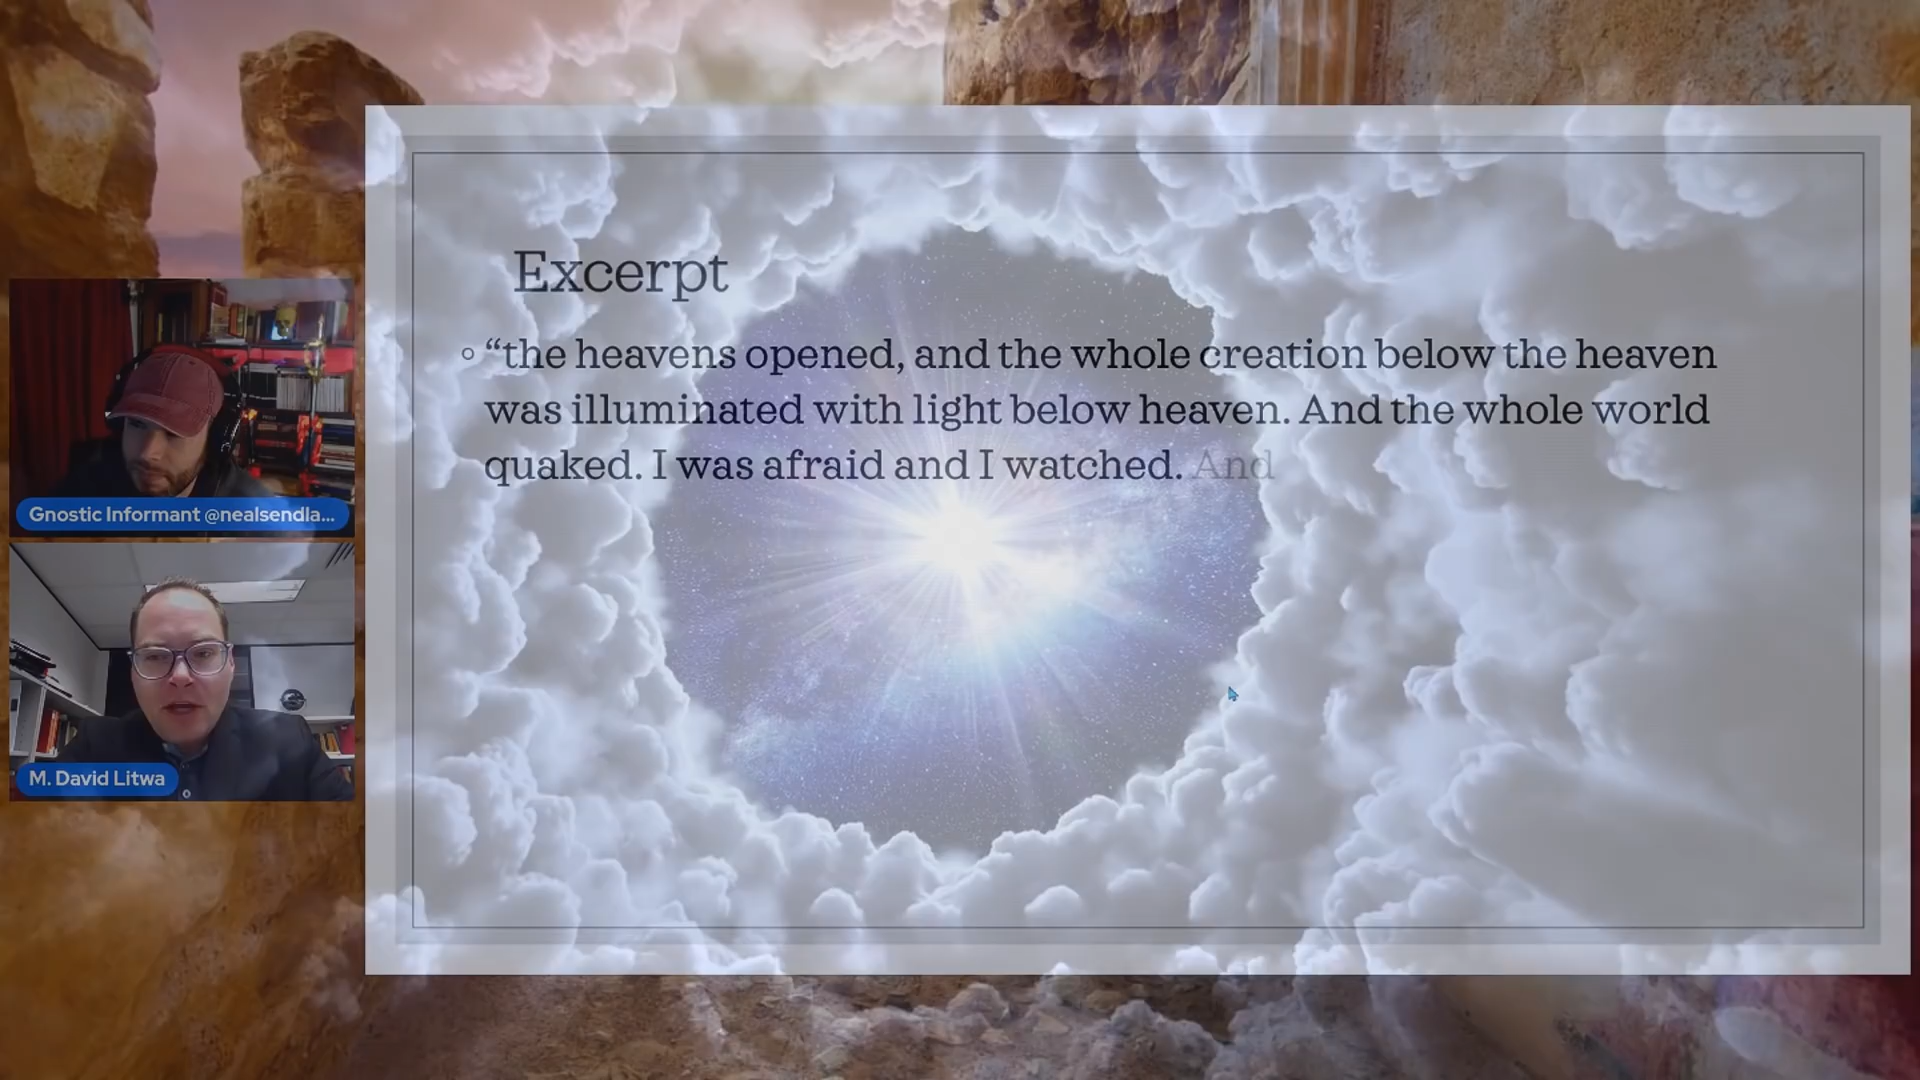 Excerpt
“the heavens opened, and the whole creation below the heaven
was illuminated with light below heaven. And the whole world
quaked. I was afraid and I watched. And
Gnostic Informant @nealsendla...
M. David Litwa